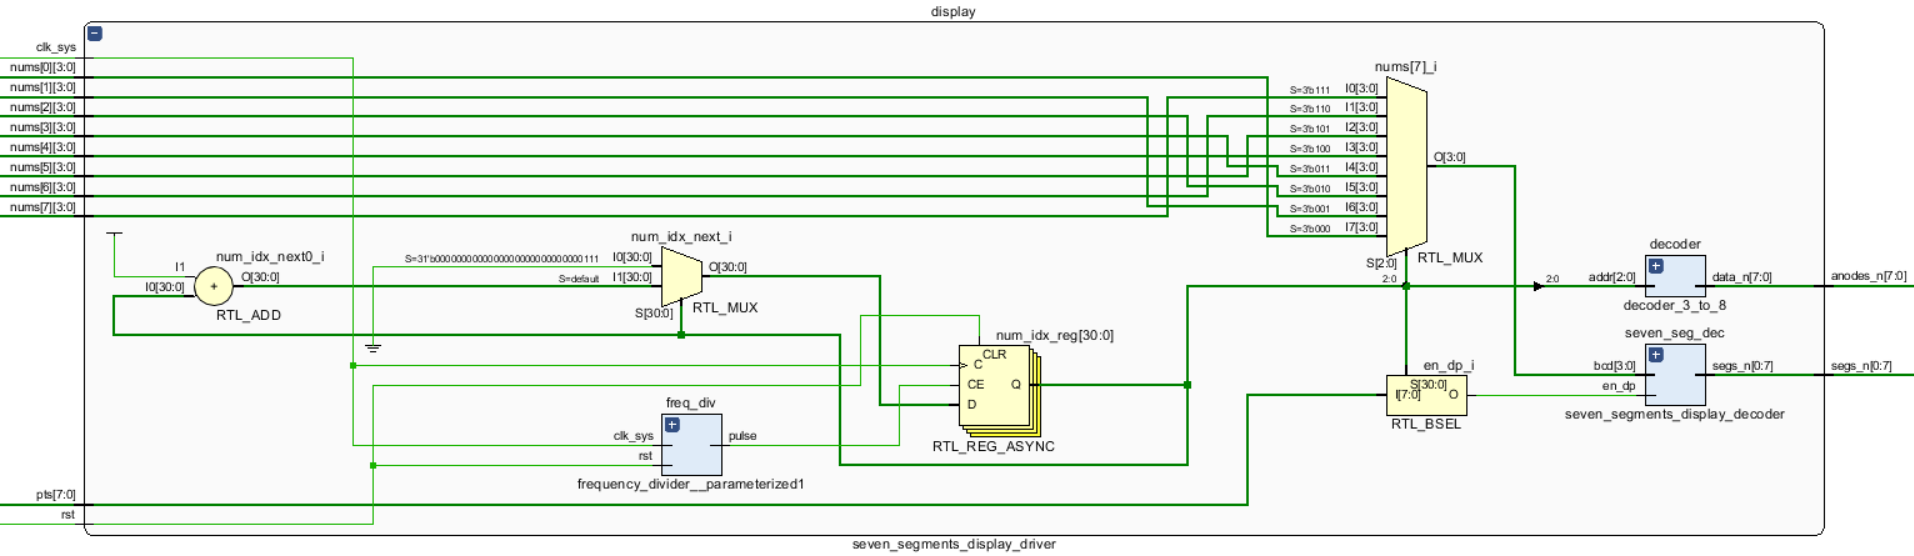 display
clk_sys
nums[0][3:0]
nums[1][3:0]
nums[2][3:0]
nums[3][3:0]
nums[4][3:0]
nums[5][3:0]
nums[6][3:0]
nums[7][3:0]
nums[7]_i
S=3'b111 I0[3:0]
S=3'b110 I1[3:0]
S=3'b101 I2[3:0]
S=3'b100 I3[3:0]
S=3'b011 I4[3:0]
S=3'b010 I5[3:0]
S=3'b001 I6[3:0]
S=3'b000 I7[3:0]
O[3:0]
S[2:0]
RTL_MUX
2:0
2:0
num_idx_next0_i
I1
I0[30:0]
+
O[30:0]
RTL_ADD
num_idx_next_i
S=31'b0000000000000000000000000000111 I0[30:0]
S=default I1[30:0]
O[30:0]
S[30:0]
RTL_MUX
num_idx_reg[30:0]
CLR
C
CE
D
Q
RTL_REG_ASYNC
freq_div
clk_sys
rst
pulse
frequency_divider__parameterized1
decoder
addr[2:0]
data_n[7:0]
anodes_n[7:0]
decoder_3_to_8
seven_seg_dec
bcd[3:0]
en_dp
segs_n[0:7]
segs_n[0:7]
seven_segments_display_decoder
en_dp_i
S[30:0]
I[7:0]
O
RTL_BSEL
pts[7:0]
rst
seven_segments_display_driver